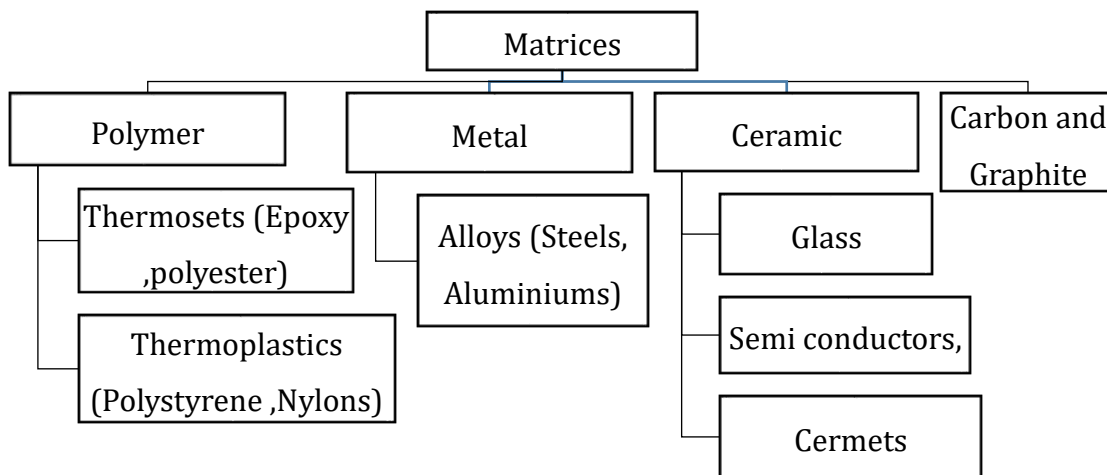 Matrices
Polymer
Metal
Ceramic
Carbon and
Graphite
Thermosets (Epoxy
,polyester)
Thermoplastics
(Polystyrene ,Nylons)
Alloys (Steels,
Aluminiums)
Glass
Semi conductors,
Cermets